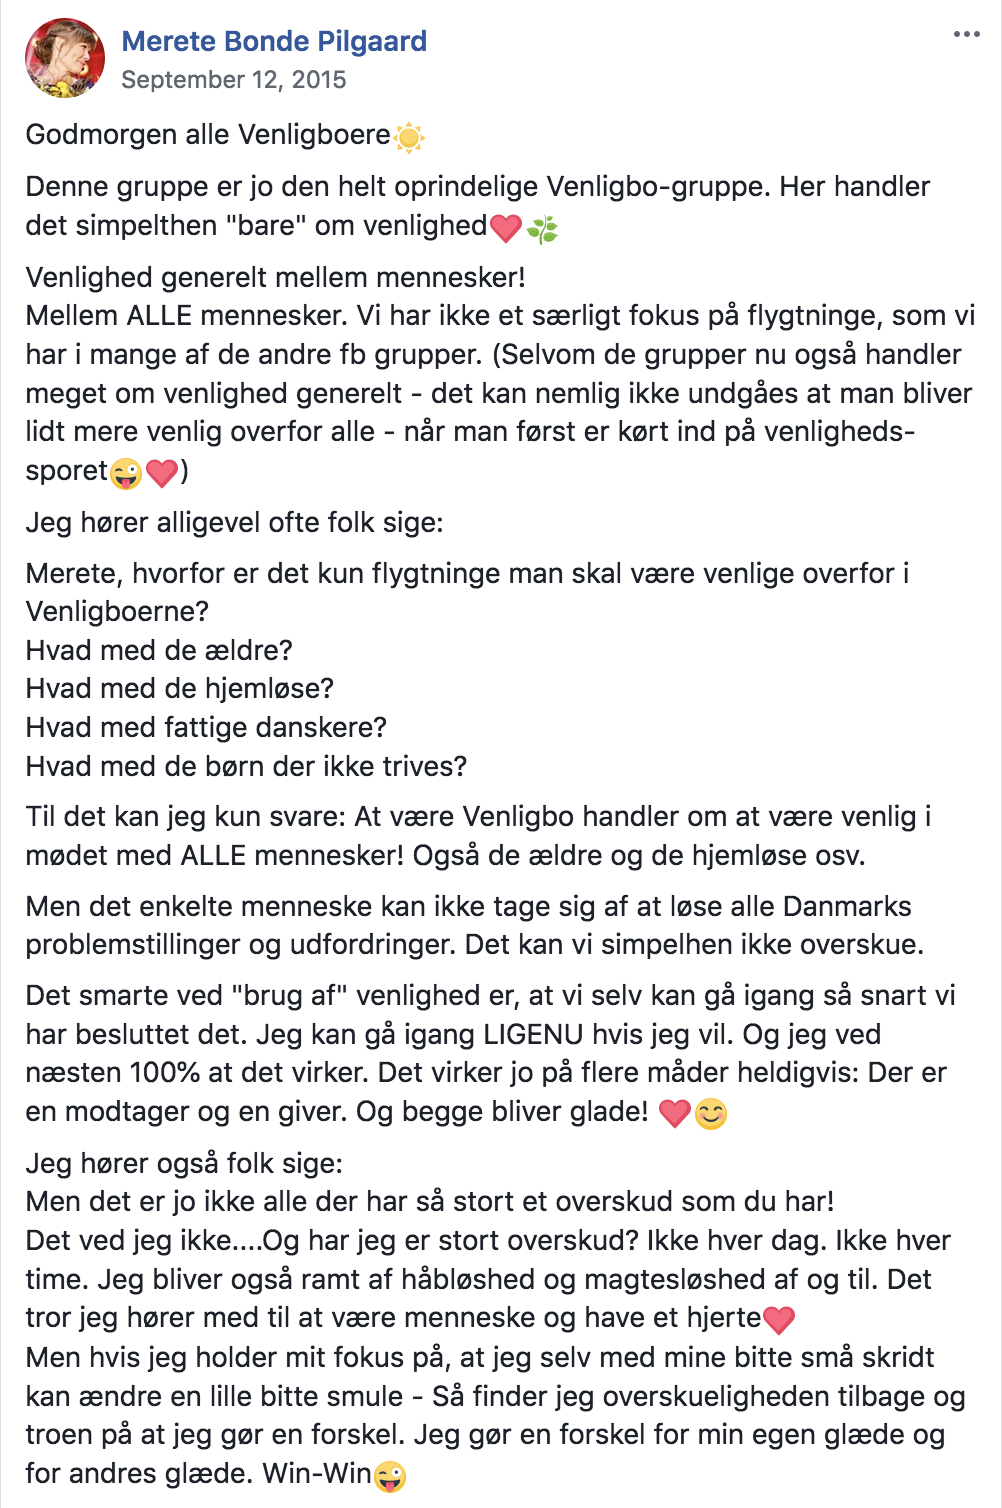 Merete Bonde Pilgaard
September 12, 2015
Godmorgen alle Venligboere☀️
Denne gruppe er jo den helt oprindelige Venligbo-gruppe. Her handler
det simpelthen "bare" om venlighed❤️🌿
Venlighed generelt mellem mennesker!
Mellem ALLE mennesker. Vi har ikke et særligt fokus på flygtninge, som vi
har i mange af de andre fb grupper. (Selvom de grupper nu også handler
meget om venlighed generelt - det kan nemlig ikke undgåes at man bliver
lidt mere venlig overfor alle - når man først er kørt ind på venligheds-
sporet😜❤️)
Jeg hører alligevel ofte folk sige:
Merete, hvorfor er det kun flygtninge man skal være venlige overfor i
Venligboerne?
Hvad med de ældre?
Hvad med de hjemløse?
Hvad med fattige danskere?
Hvad med de børn der ikke trives?
Til det kan jeg kun svare: At være Venligbo handler om at være venlig i
mødet med ALLE mennesker! Også de ældre og de hjemløse osv.
Men det enkelte menneske kan ikke tage sig af at løse alle Danmarks
problemstillinger og udfordringer. Det kan vi simpelhen ikke overskue.
Det smarte ved "brug af" venlighed er, at vi selv kan gå igang så snart vi
har besluttet det. Jeg kan gå igang LIGENU hvis jeg vil. Og jeg ved
næsten 100% at det virker. Det virker jo på flere måder heldigvis: Der er
en modtager og en giver. Og begge bliver glade! ❤️😊
Jeg hører også folk sige:
Men det er jo ikke alle der har så stort et overskud som du har!
Det ved jeg ikke....Og har jeg er stort overskud? Ikke hver dag. Ikke hver
time. Jeg bliver også ramt af håbløshed og magtesløshed af og til. Det
tror jeg hører med til at være menneske og have et hjerte❤️
Men hvis jeg holder mit fokus på, at jeg selv med mine bitte små skridt
kan ændre en lille bitte smule - Så finder jeg overskueligheden tilbage og
troen på at jeg gør en forskel. Jeg gør en forskel for min egen glæde og
for andres glæde. Win-Win😜